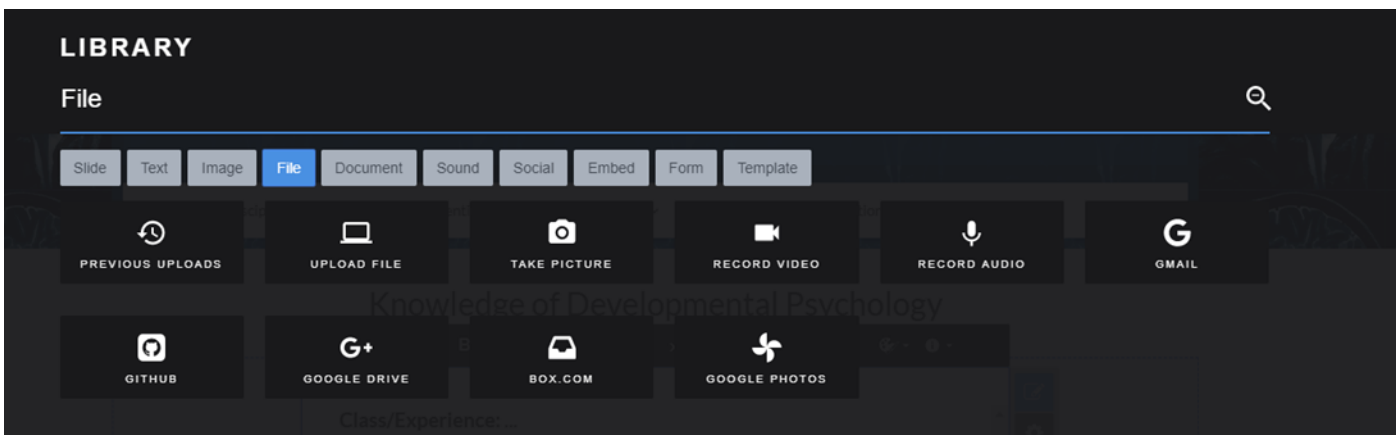 LIBRARY
File
Slide Text Image File Document Sound Social Embed Form Template
PREVIOUS UPLOADS UPLOAD FILE TAKE PICTURE RECORD VIDEO RECORD AUDIO GMAIL
Knowledge of Developmental Psychology
GITHUB G+ GOOGLE DRIVE BOX.COM GOOGLE PHOTOS
Class/Experience: ...